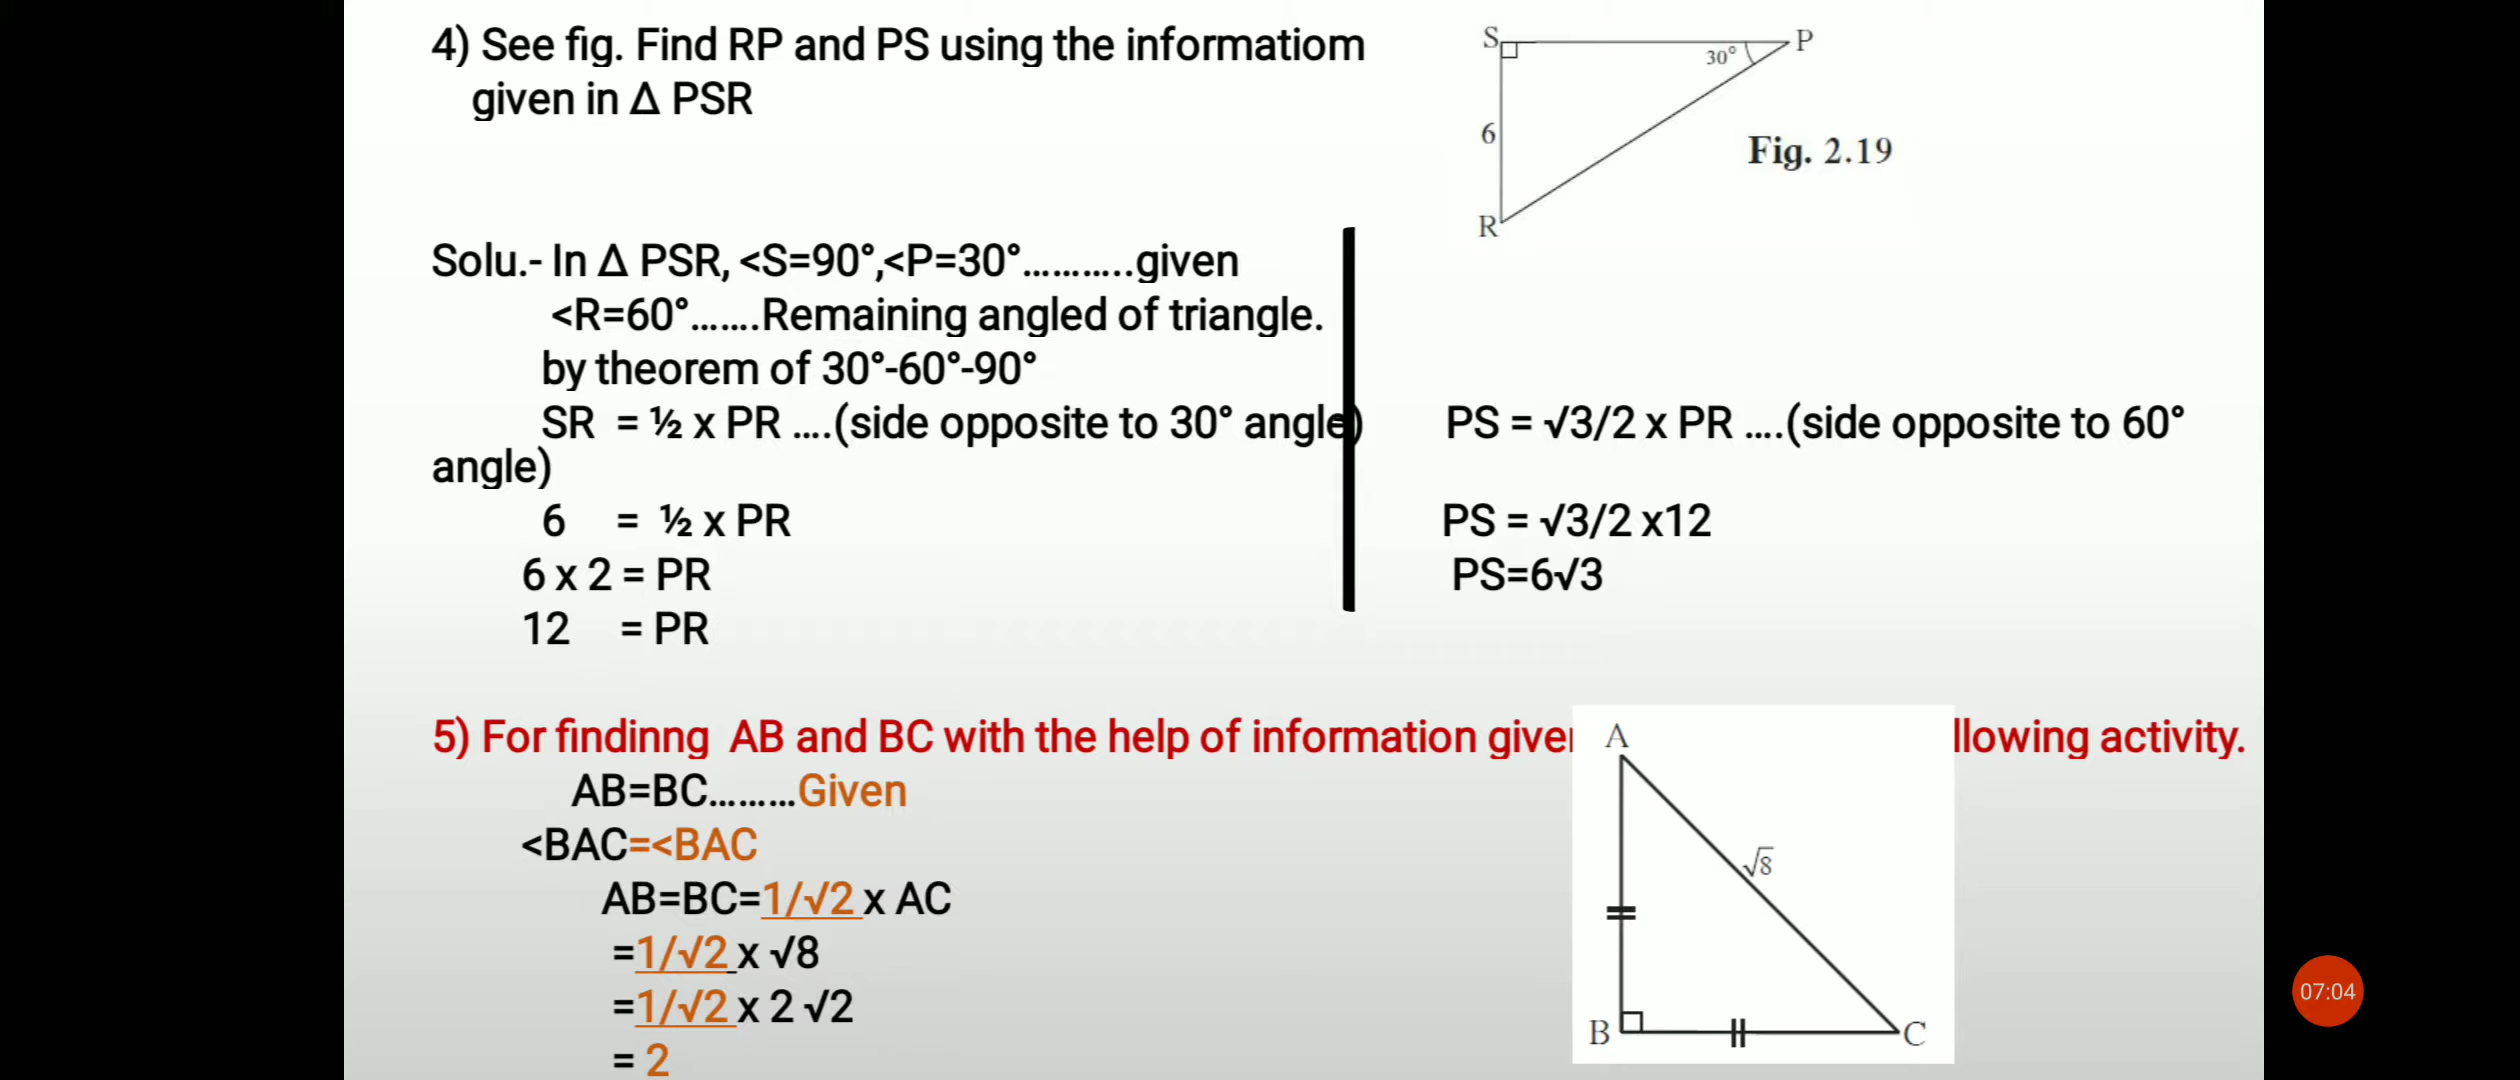 4) See fig. Find RP and PS using the informatiom
given in Δ PSR
S
P
30°
6
R
Fig. 2.19
Solu.- In Δ PSR, <S=90°,<P=30°...........given
<R=60°.......Remaining angled of triangle.
by theorem of 30°-60°-90°
SR = ½ x PR ....(side opposite to 30° angle)
angle)
6 = ½ x PR
6 x 2 = PR
12 = PR
PS = √3/2 x PR ....(side opposite to 60°
PS = √3/2 x12
PS=6√3
5) For findinng AB and BC with the help of information given llowing activity.
AB=BC.........Given
<BAC=<BAC
AB=BC=1/√2 x AC
=1/√2 x √8
=1/√2 x 2 √2
= 2
A
√8
B
C
07:04